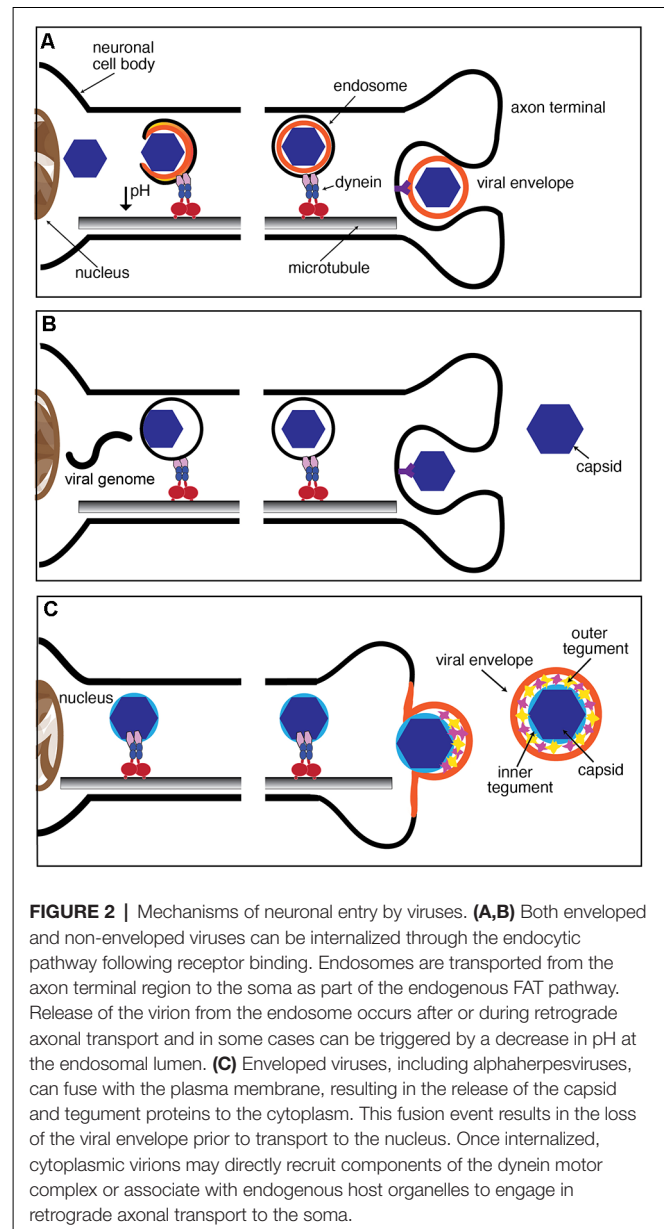 A
neuronal
cell body
endosome
axon terminal
pH
dynein
viral envelope
nucleus
microtubule
B
viral genome
capsid
C
outer
tegument
viral envelope
nucleus
inner
tegument
capsid
FIGURE 2 | Mechanisms of neuronal entry by viruses. (A,B) Both enveloped
and non-enveloped viruses can be internalized through the endocytic
pathway following receptor binding. Endosomes are transported from the
axon terminal region to the soma as part of the endogenous FAT pathway.
Release of the virion from the endosome occurs after or during retrograde
axonal transport and in some cases can be triggered by a decrease in pH at
the endosomal lumen. (C) Enveloped viruses, including alphaherpesviruses,
can fuse with the plasma membrane, resulting in the release of the capsid
and tegument proteins to the cytoplasm. This fusion event results in the loss
of the viral envelope prior to transport to the nucleus. Once internalized,
cytoplasmic virions may directly recruit components of the dynein motor
complex or associate with endogenous host organelles to engage in
retrograde axonal transport to the soma.